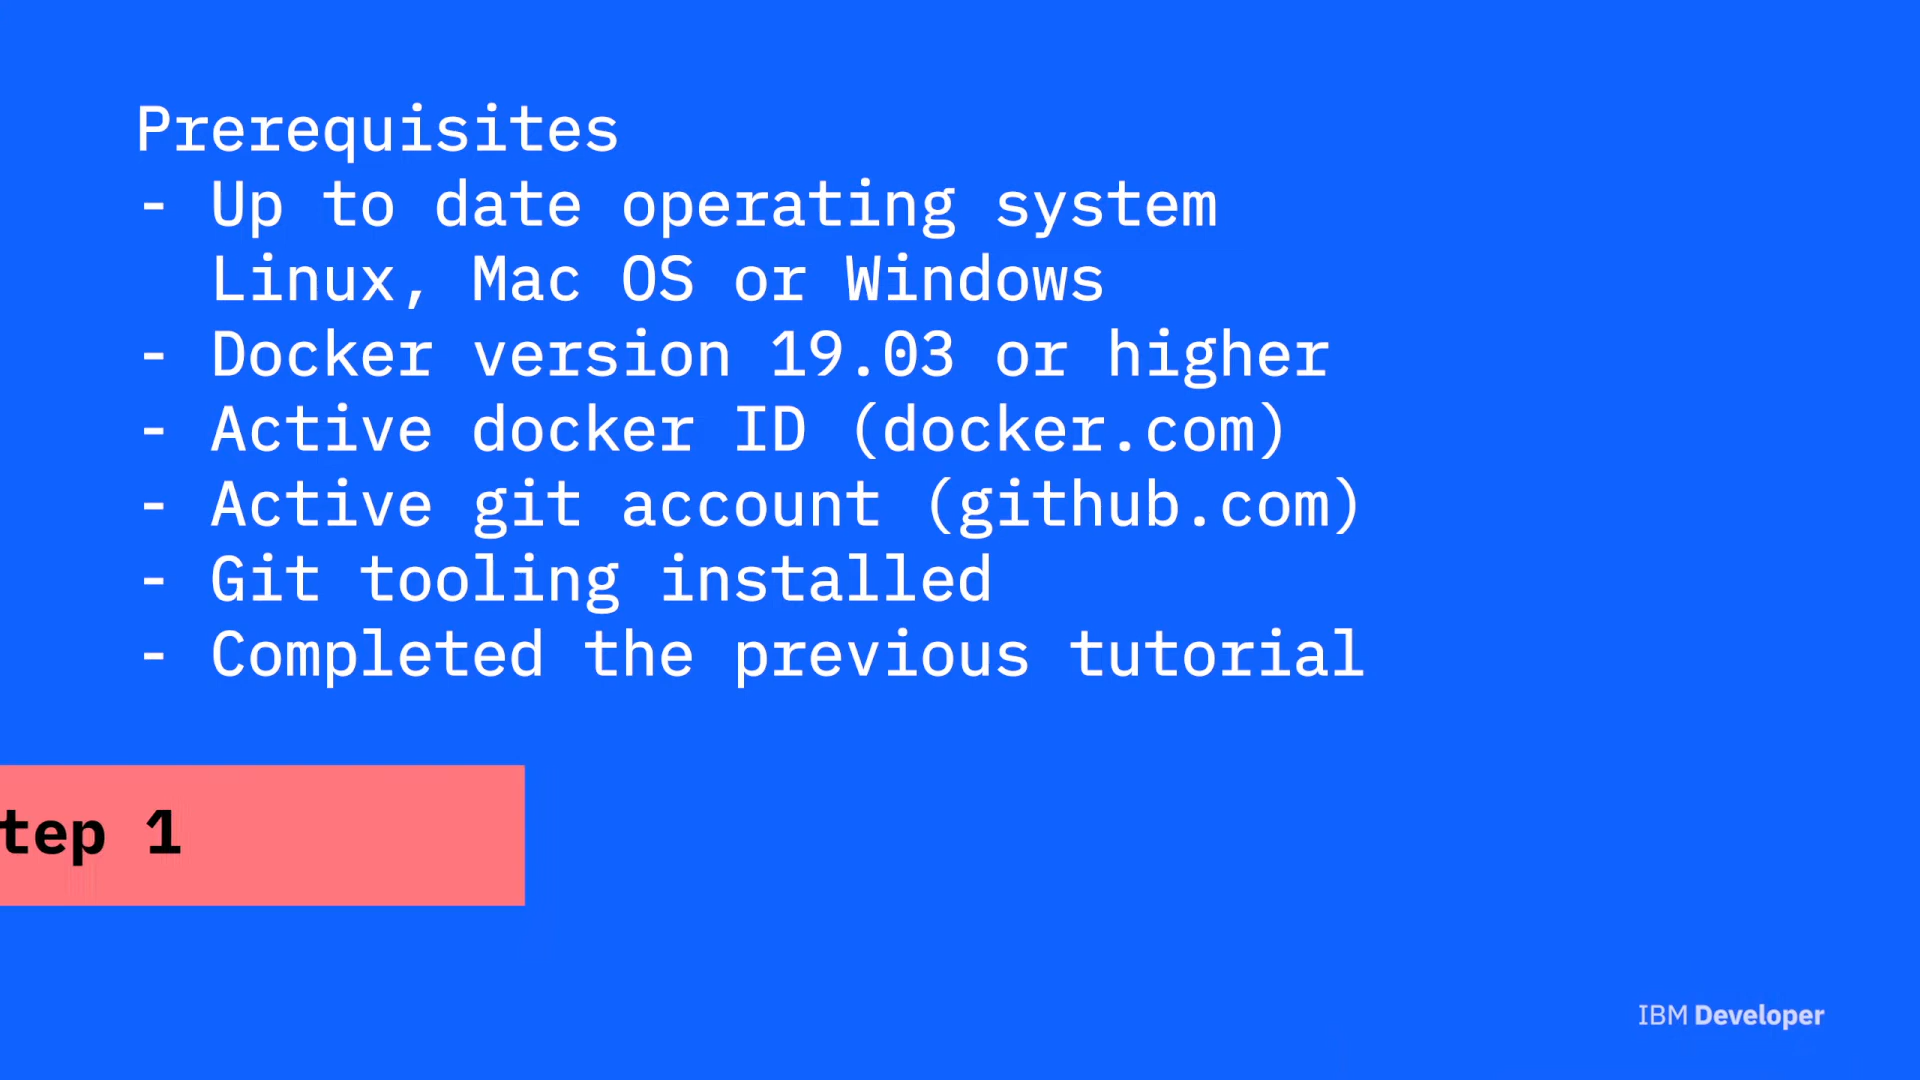 Prerequisites
- Up to date operating system
Linux, Mac OS or Windows
- Docker version 19.03 or higher
- Active docker ID (docker.com)
- Active git account (github.com)
- Git tooling installed
- Completed the previous tutorial
tep 1
IBM Developer